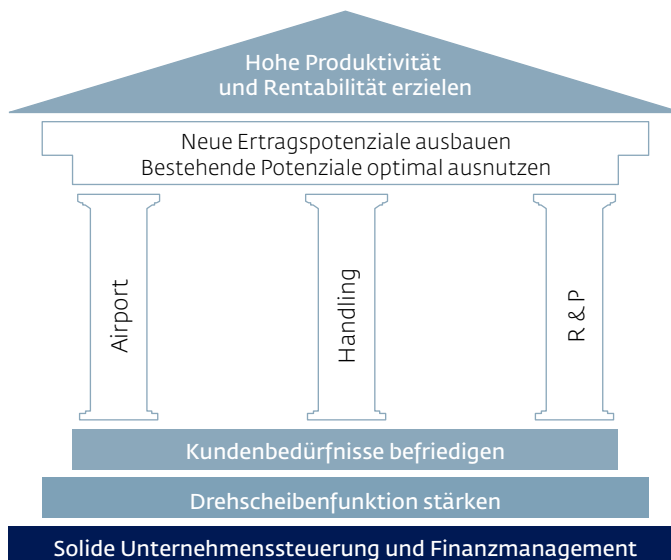 Hohe Produktivität
und Rentabilität erzielen
Neue Ertragspotenziale ausbauen
Bestehende Potenziale optimal ausnutzen
Airport
Handling
R & P
Kundenbedürfnisse befriedigen
Drehscheibenfunktion stärken
Solide Unternehmenssteuerung und Finanzmanagement